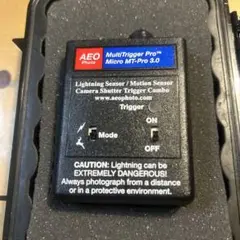 AEO
Photo
MultiTrigger Pro™
Micro MT-Pro 3.0
Lightning Sensor / Motion Sensor
Camera Shutter Trigger Combo
www.aeophoto.com
Trigger
ON
Mode
OFF
CAUTION: Lightning can be
EXTREMELY DANGEROUS!
Always photograph from a distance
or in a protective environment.